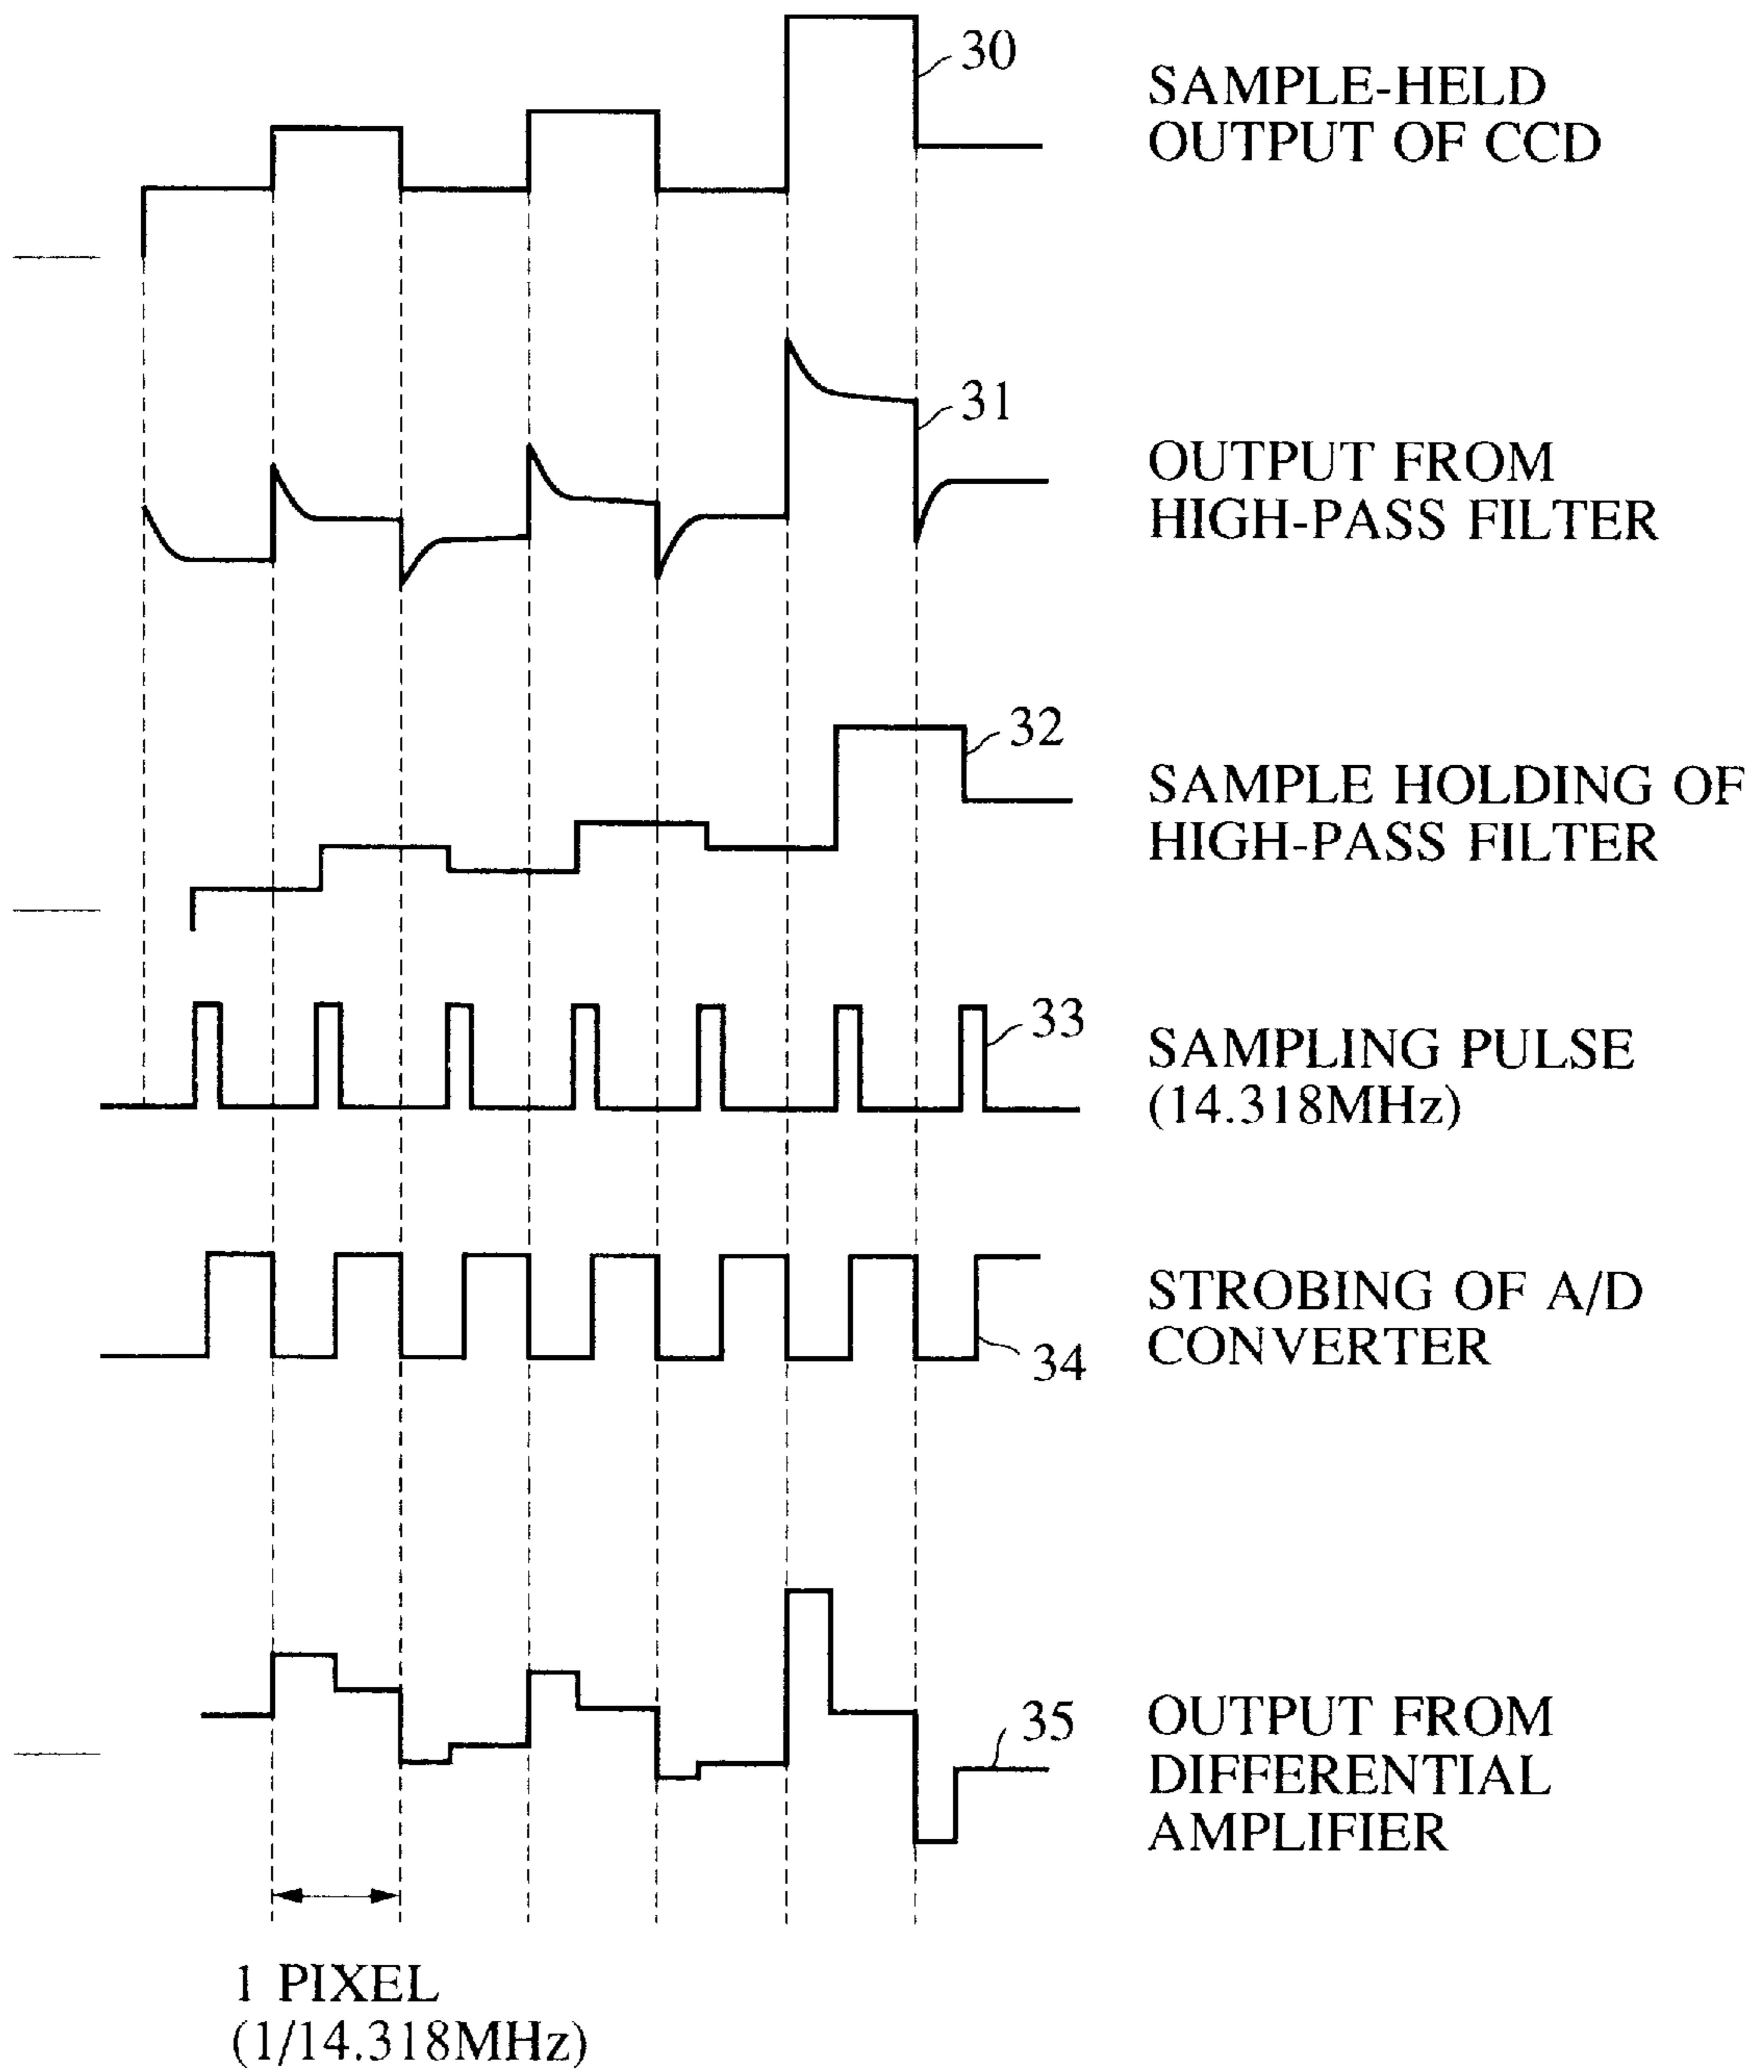 30
SAMPLE-HELD
OUTPUT OF CCD
31
OUTPUT FROM
HIGH-PASS FILTER
32
SAMPLE HOLDING OF
HIGH-PASS FILTER
33
SAMPLING PULSE
(14.318MHz)
STROBING OF A/D
CONVERTER
34
35
OUTPUT FROM
DIFFERENTIAL
AMPLIFIER
1 PIXEL
(1/14.318MHz)